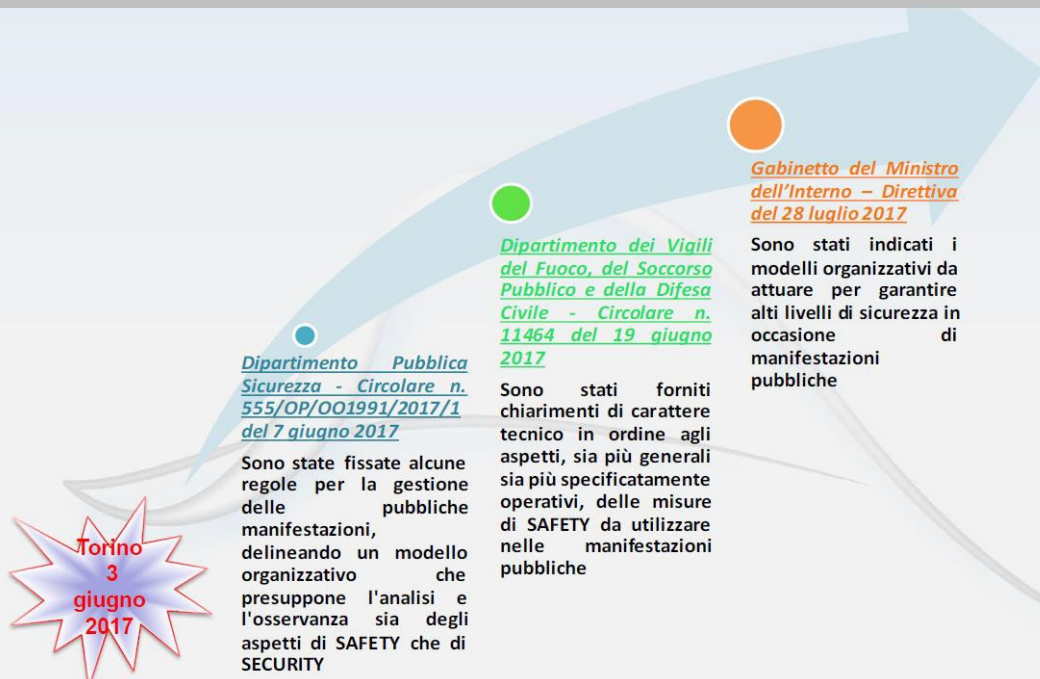 Torino
3
giugno
2017
Dipartimento Pubblica
Sicurezza - Circolare n.
555/OP/OO1991/2017/1
del 7 giugno 2017
Sono state fissate alcune
regole per la gestione
delle pubbliche
manifestazioni,
delineando un modello
organizzativo che
presuppone l'analisi e
l'osservanza sia degli
aspetti di SAFETY che di
SECURITY
Dipartimento dei Vigili
del Fuoco, del Soccorso
Pubblico e della Difesa
Civile - Circolare n.
11464 del 19 giugno
2017
Sono stati forniti
chiarimenti di carattere
tecnico in ordine agli
aspetti, sia più generali
sia più specificatamente
operativi, delle misure
di SAFETY da utilizzare
nelle manifestazioni
pubbliche
Gabinetto del Ministro
dell’Interno – Direttiva
del 28 luglio 2017
Sono stati indicati i
modelli organizzativi da
attuare per garantire
alti livelli di sicurezza in
occasione di
manifestazioni
pubbliche